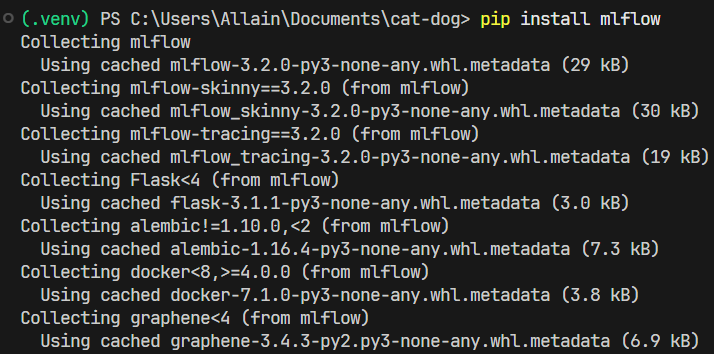 (.venv) PS C:\Users\Allain\Documents\cat-dog> pip install mlflow
Collecting mlflow
  Using cached mlflow-3.2.0-py3-none-any.whl.metadata (29 kB)
Collecting mlflow-skinny==3.2.0 (from mlflow)
  Using cached mlflow_skinny-3.2.0-py3-none-any.whl.metadata (30 kB)
Collecting mlflow-tracing==3.2.0 (from mlflow)
  Using cached mlflow_tracing-3.2.0-py3-none-any.whl.metadata (19 kB)
Collecting Flask<4 (from mlflow)
  Using cached flask-3.1.1-py3-none-any.whl.metadata (3.0 kB)
Collecting alembic!=1.10.0,<2 (from mlflow)
  Using cached alembic-1.16.4-py3-none-any.whl.metadata (7.3 kB)
Collecting docker<8,>=4.0.0 (from mlflow)
  Using cached docker-7.1.0-py3-none-any.whl.metadata (3.8 kB)
Collecting graphene<4 (from mlflow)
  Using cached graphene-3.4.3-py2.py3-none-any.whl.metadata (6.9 kB)